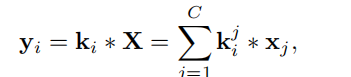 y_i = k_i * X = \sum_{j=1}^{C} k_i^j * x_j,